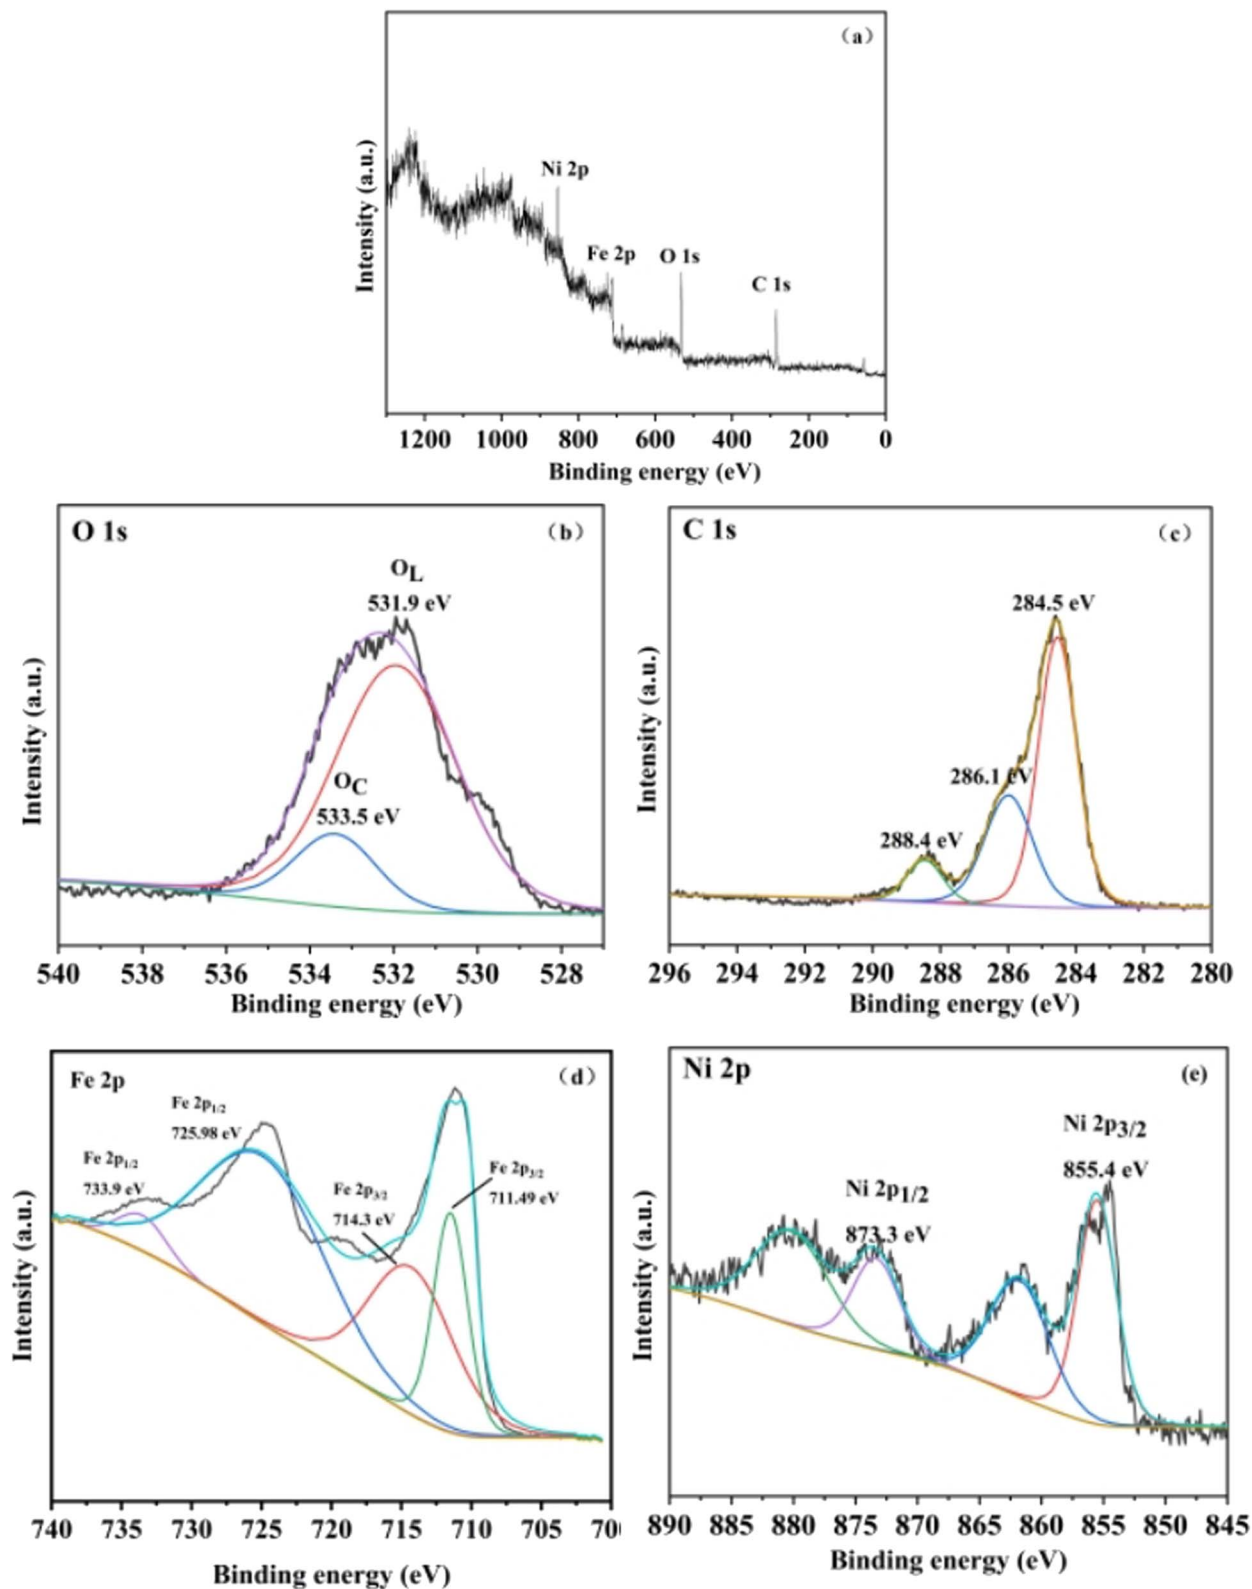 (a)
Ni 2p
Fe 2p
O 1s
C 1s
Intensity (a.u.)
1200 1000 800 600 400 200 0
Binding energy (eV)
O 1s
(b)
OL
531.9 eV
OC
533.5 eV
Intensity (a.u.)
540 538 536 534 532 530 528
Binding energy (eV)
C 1s
(c)
284.5 eV
286.1 eV
288.4 eV
Intensity (a.u.)
296 294 292 290 288 286 284 282 280
Binding energy (eV)
Fe 2p
(d)
Fe 2p1/2
725.98 eV
Fe 2p1/2
733.9 eV
Fe 2p3/2
714.3 eV
Fe 2p3/2
711.49 eV
Intensity (a.u.)
740 735 730 725 720 715 710 705 70
Binding energy (eV)
Ni 2p
(e)
Ni 2p3/2
855.4 eV
Ni 2p1/2
873.3 eV
Intensity (a.u.)
890 885 880 875 870 865 860 855 850 845
Binding energy (eV)